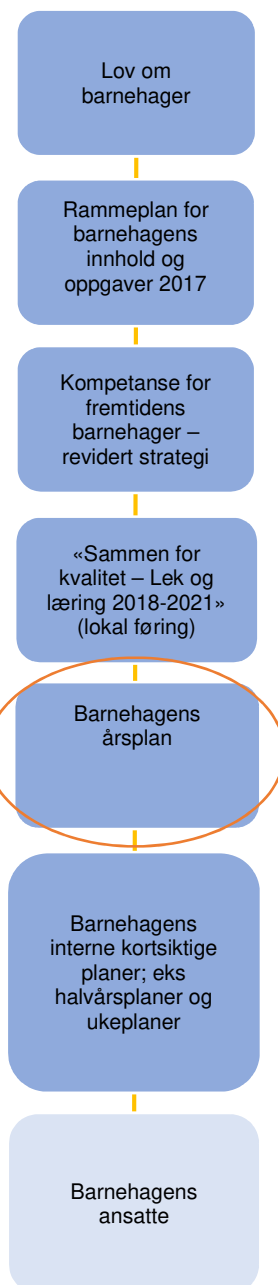 Lov om
barnehager
Rammeplan for
barnehagens
innhold og
oppgaver 2017
Kompetanse for
fremtidens
barnehager –
revidert strategi
«Sammen for
kvalitet – Lek og
læring 2018-2021»
(lokal føring)
Barnehagens
årsplan
Barnehagens
interne kortsiktige
planer; eks
halvårsplaner og
ukeplaner
Barnehagens
ansatte